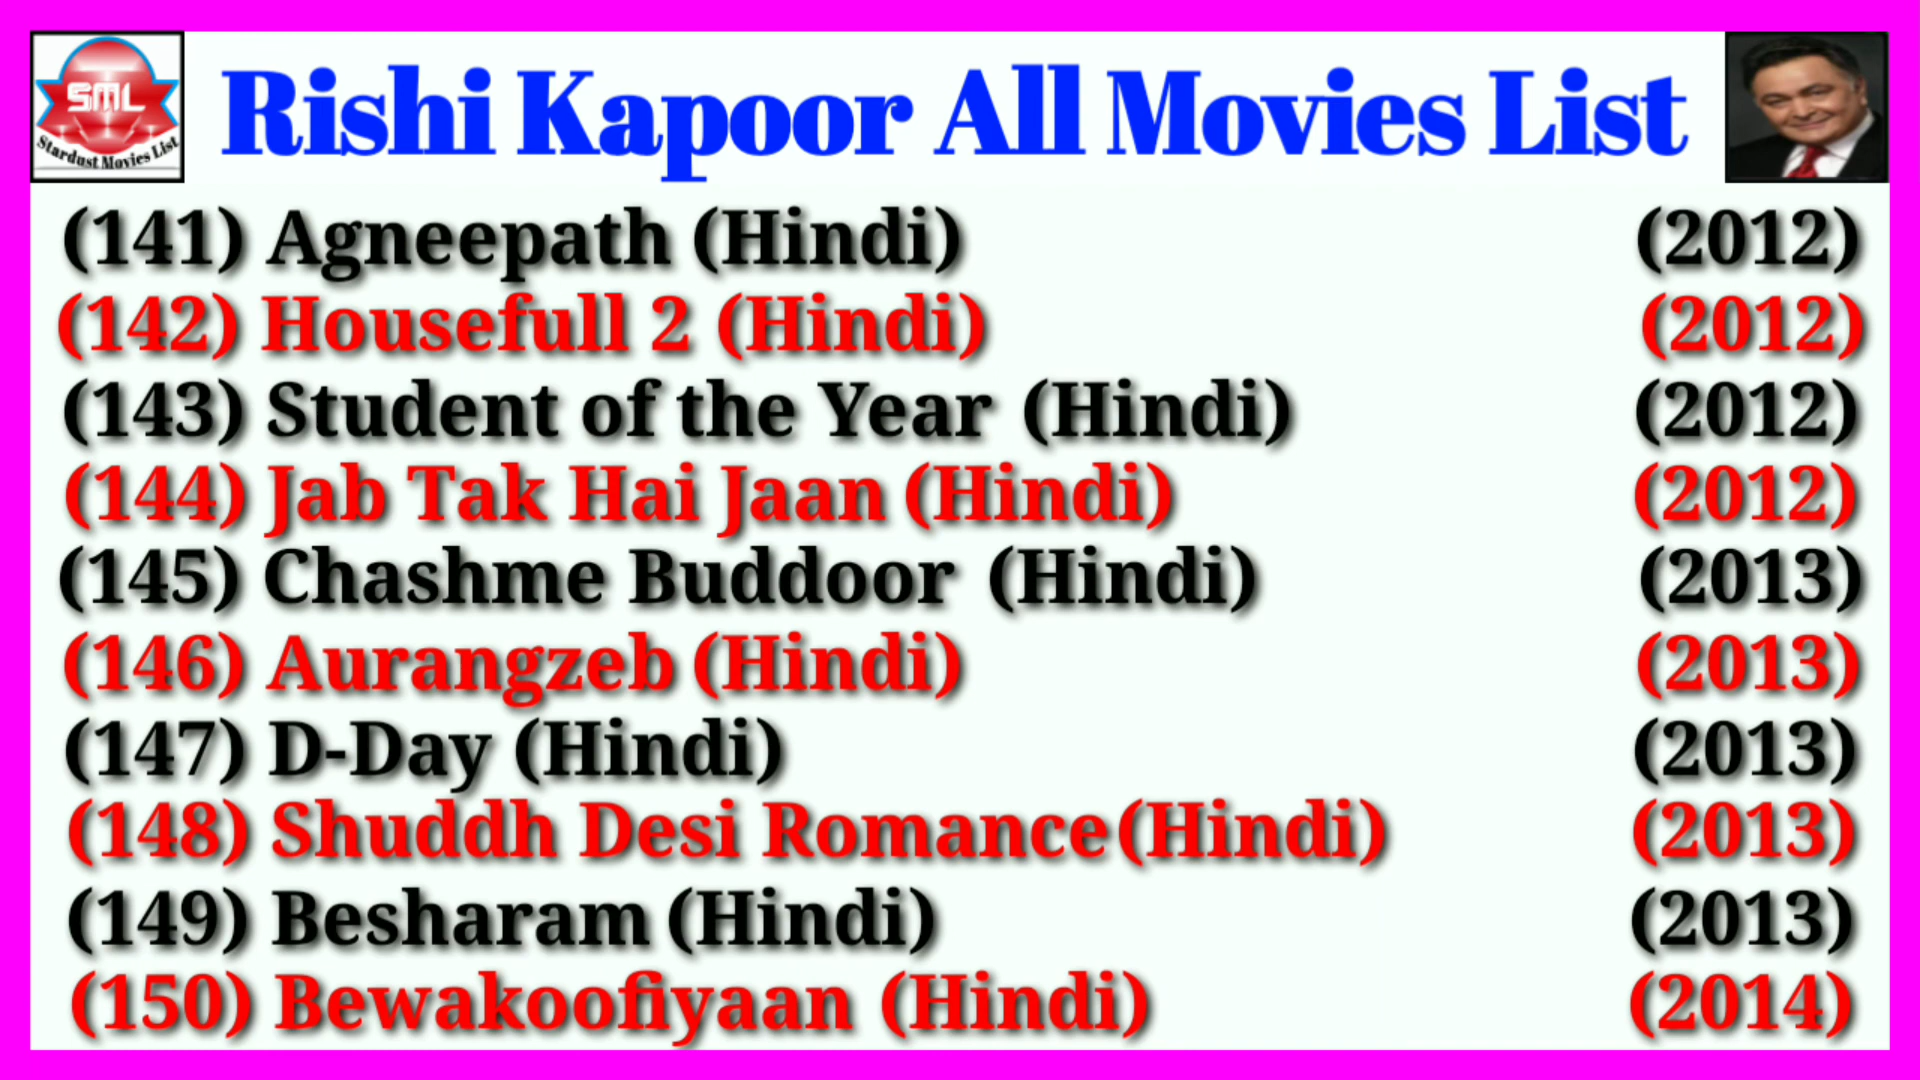 SML
Stardust Movies List
Rishi Kapoor All Movies List
(141) Agneepath (Hindi) (2012)
(142) Housefull 2 (Hindi) (2012)
(143) Student of the Year (Hindi) (2012)
(144) Jab Tak Hai Jaan (Hindi) (2012)
(145) Chashme Buddoor (Hindi) (2013)
(146) Aurangzeb (Hindi) (2013)
(147) D-Day (Hindi) (2013)
(148) Shuddh Desi Romance(Hindi) (2013)
(149) Besharam (Hindi) (2013)
(150) Bewakoofiyaan (Hindi) (2014)